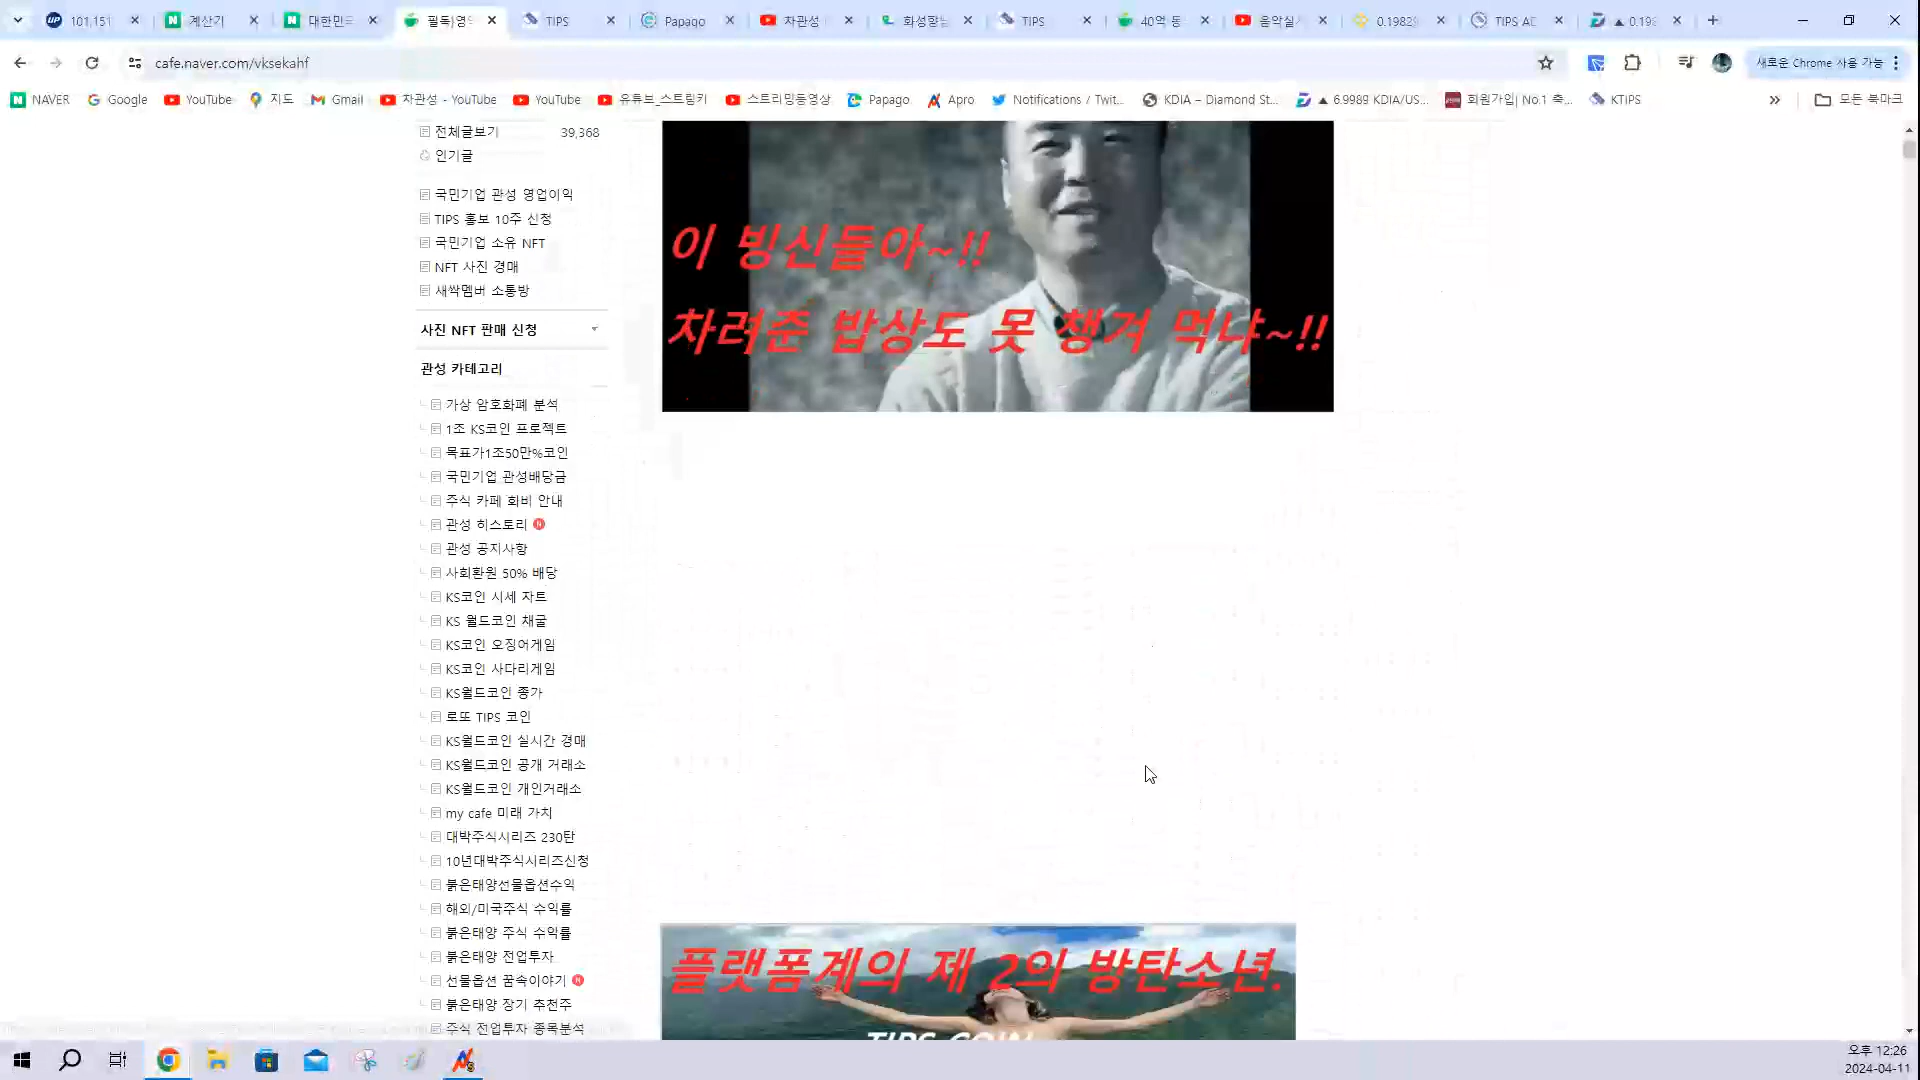 101,151
계산기
대한민국
필독|영역
TIPS
Papago
차관성
화성향남
TIPS
40억 동
음악실
0.1982
TIPS AD
▲ 0.198
cafe.naver.com/vksekahf
새로운 Chrome 사용 가능
NAVER
Google
YouTube
지도
Gmail
차관성 - YouTube
YouTube
유튜브_스트림키
스트리밍동영상
Papago
Apro
Notifications / Twit...
KDIA – Diamond St...
▲ 6.9989 KDIA/US...
회원가입| No.1 축...
KTIPS
모든 북마크
전체글보기 39,368
인기글
국민기업 관성 영업이익
TIPS 홍보 10주 신청
국민기업 소유 NFT
NFT 사진 경매
새싹멤버 소통방
사진 NFT 판매 신청
관성 카테고리
가상 암호화폐 분석
1조 KS코인 프로젝트
목표가1조50만%코인
국민기업 관성배당금
주식 카페 회비 안내
관성 히스토리 N
관성 공지사항
사회환원 50% 배당
KS코인 시세 차트
KS 월드코인 채굴
KS코인 오징어게임
KS코인 사다리게임
KS월드코인 종가
로또 TIPS 코인
KS월드코인 실시간 경매
KS월드코인 공개 거래소
KS월드코인 개인거래소
my cafe 미래 가치
대박주식시리즈 230탄
10년대박주식시리즈신청
붉은태양선물옵션수익
해외/미국주식 수익률
붉은태양 주식 수익률
붉은태양 전업투자
선물옵션 꿈속이야기 N
붉은태양 장기 추천주
주식 전업투자 종목분석
이 빙신들아~!!
차려준 밥상도 못 챙겨 먹냐~!!
플랫폼계의 제 2의 방탄소년.
TIPS COIN
오후 12:26
2024-04-11